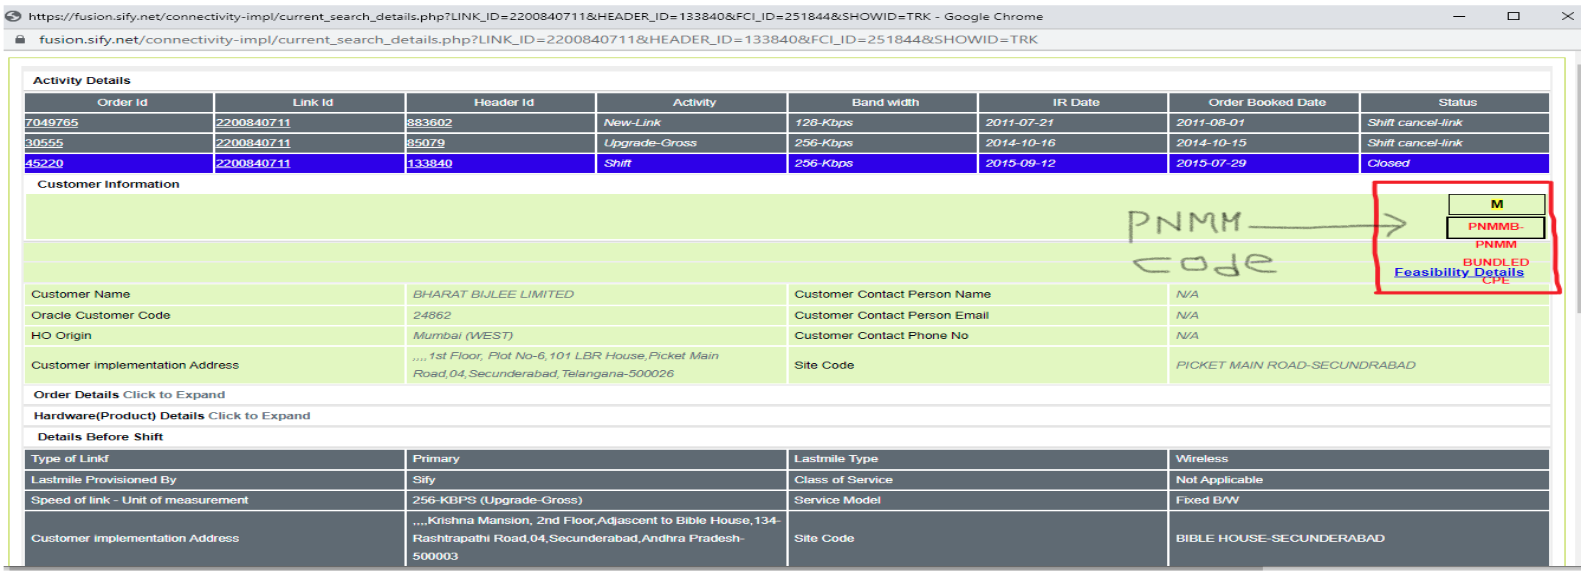 https://fusion.sify.net/connectivity-impl/current_search_details.php?LINK_ID=2200840711&HEADER_ID=133840&FCI_ID=251844&SHOWID=TRK - Google Chrome
fusion.sify.net/connectivity-impl/current_search_details.php?LINK_ID=2200840711&HEADER_ID=133840&FCI_ID=251844&SHOWID=TRK
Activity Details
Order Id Link Id Header Id Activity Band width IR Date Order Booked Date Status
7049765 2200840711 883602 New-Link 128-Kbps 2011-07-21 2011-08-01 Shift cancel-link
30555 2200840711 85079 Upgrade-Gross 256-Kbps 2014-10-16 2014-10-15 Shift cancel-link
45220 2200840711 133840 Shift 256-Kbps 2015-09-12 2015-07-29 Closed
Customer Information
M
PNMM
PNMMB-
PNMM
code
BUNDLED
Feasibility Details
CPE
Customer Name BHARAT BIJLEE LIMITED Customer Contact Person Name N/A
Oracle Customer Code 24862 Customer Contact Person Email N/A
HO Origin Mumbai (WEST) Customer Contact Phone No N/A
Customer implementation Address ,,,,1st Floor, Plot No-6,101 LBR House,Picket Main Site Code PICKET MAIN ROAD-SECUNDRABAD
Road,04,Secunderabad,Telangana-500026
Order Details Click to Expand
Hardware(Product) Details Click to Expand
Details Before Shift
Type of Linkf Primary Lastmile Type Wireless
Lastmile Provisioned By Sify Class of Service Not Applicable
Speed of link - Unit of measurement 256-KBPS (Upgrade-Gross) Service Model Fixed B/W
Customer implementation Address ,,,,Krishna Mansion, 2nd Floor,Adjascent to Bible House,134- Site Code BIBLE HOUSE-SECUNDERABAD
Rashtrapathi Road,04,Secunderabad,Andhra Pradesh-
500003